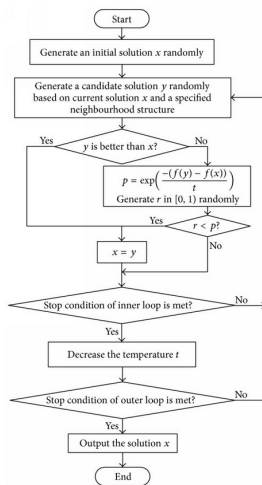 Start
Generate an initial solution x randomly
Generate a candidate solution y randomly
based on current solution x and a specified
neighbourhood structure
Yes
No
y is better than x?
p = exp(−(f(y) − f(x))/t)
Generate r in [0, 1) randomly
Yes
r < p?
No
x = y
Stop condition of inner loop is met?
No
Yes
Decrease the temperature t
Stop condition of outer loop is met?
No
Yes
Output the solution x
End